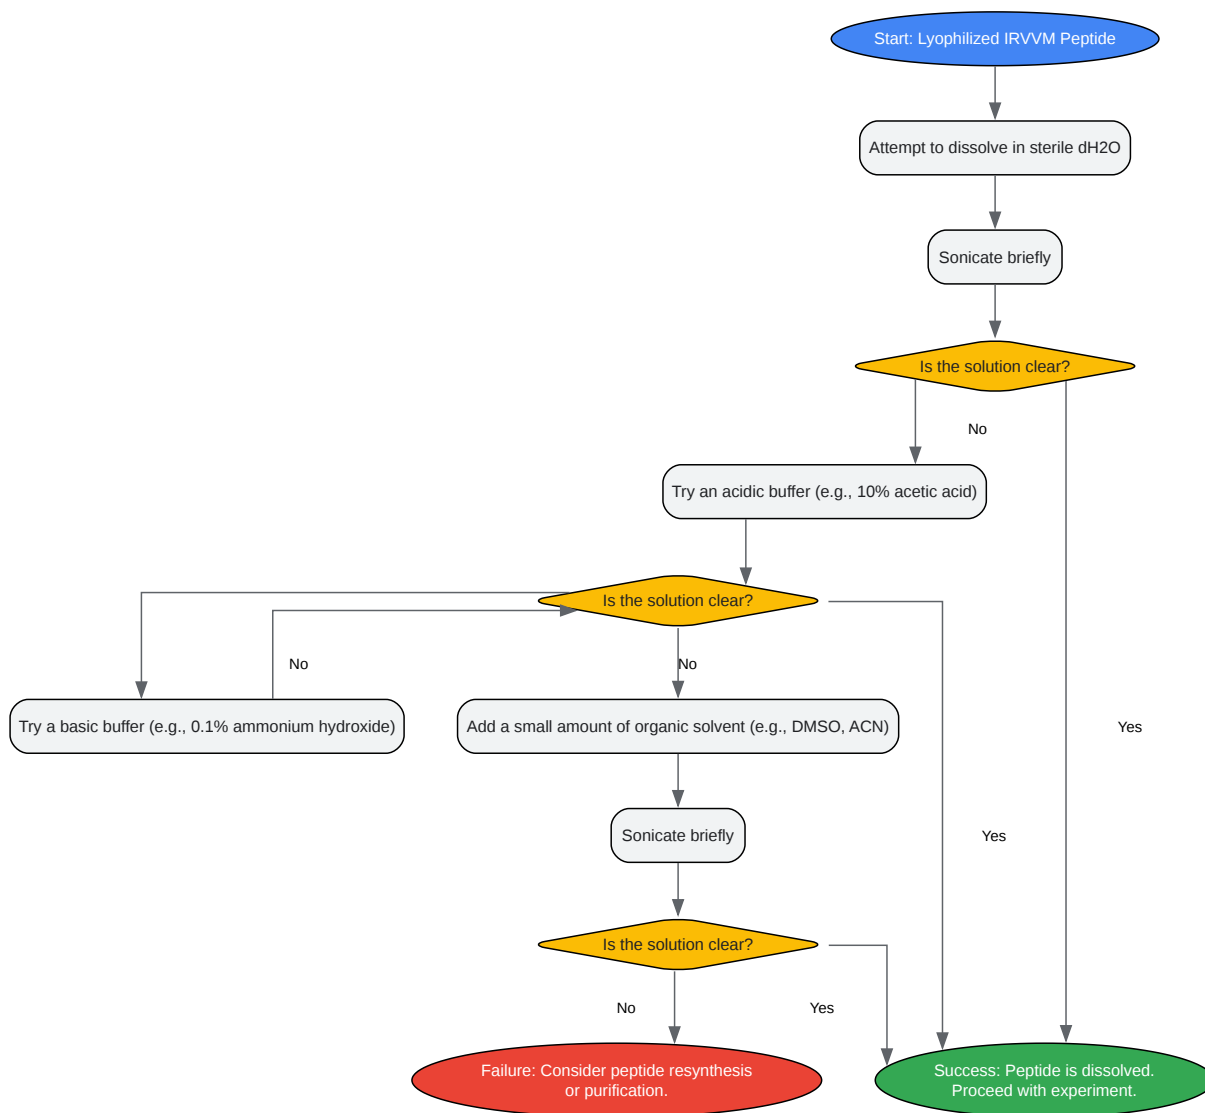 Start: Lyophilized IRVVM Peptide
Attempt to dissolve in sterile dH2O
Sonicate briefly
Is the solution clear?
No
Try an acidic buffer (e.g., 10% acetic acid)
Is the solution clear?
No
No
Try a basic buffer (e.g., 0.1% ammonium hydroxide)
Add a small amount of organic solvent (e.g., DMSO, ACN)
Yes
Sonicate briefly
Yes
Is the solution clear?
No
Yes
Failure: Consider peptide resynthesis
or purification.
Success: Peptide is dissolved.
Proceed with experiment.